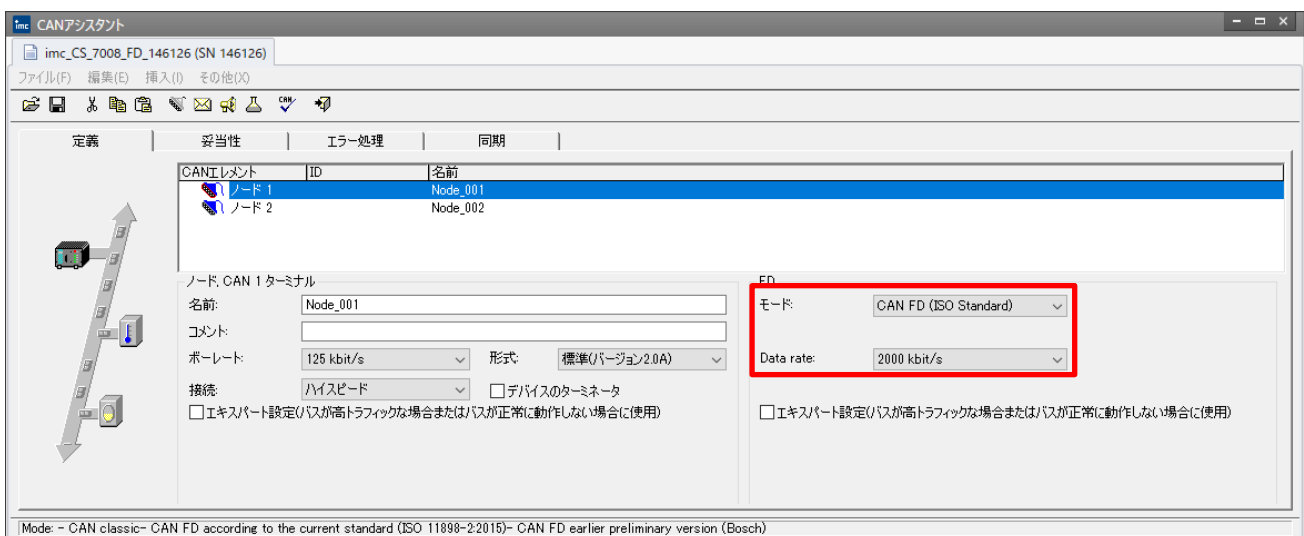 imc CANアシスタント
imc_CS_7008_FD_146126 (SN 146126)
ファイル(F) 編集(E) 挿入(I) その他(X)
CAN
定義 妥当性 エラー処理 同期
CANエレメント ID 名前
ノード 1 Node_001
ノード 2 Node_002
ノード, CAN 1 ターミナル FD
名前: Node_001 モード: CAN FD (ISO Standard)
コメント:
ボーレート: 125 kbit/s 形式: 標準(バージョン2.0A) Data rate: 2000 kbit/s
接続: ハイスピード デバイスのターミネータ
エキスパート設定(バスが高トラフィックな場合またはバスが正常に動作しない場合に使用) エキスパート設定(バスが高トラフィックな場合またはバスが正常に動作しない場合に使用)
Mode: - CAN classic- CAN FD according to the current standard (ISO 11898-2:2015)- CAN FD earlier preliminary version (Bosch)